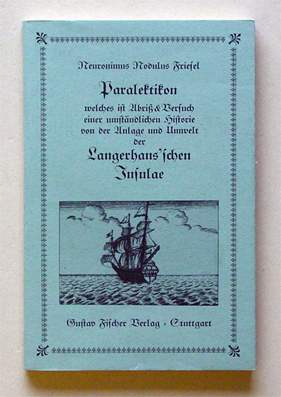 Neuronimus Nodulus Friesel
Paralektikon
welches ist Abriß & Versuch
einer umständlichen Historie
von der Anlage und Umwelt
der
Langerhans'schen
Insulae
Gustav Fischer Verlag · Stuttgart